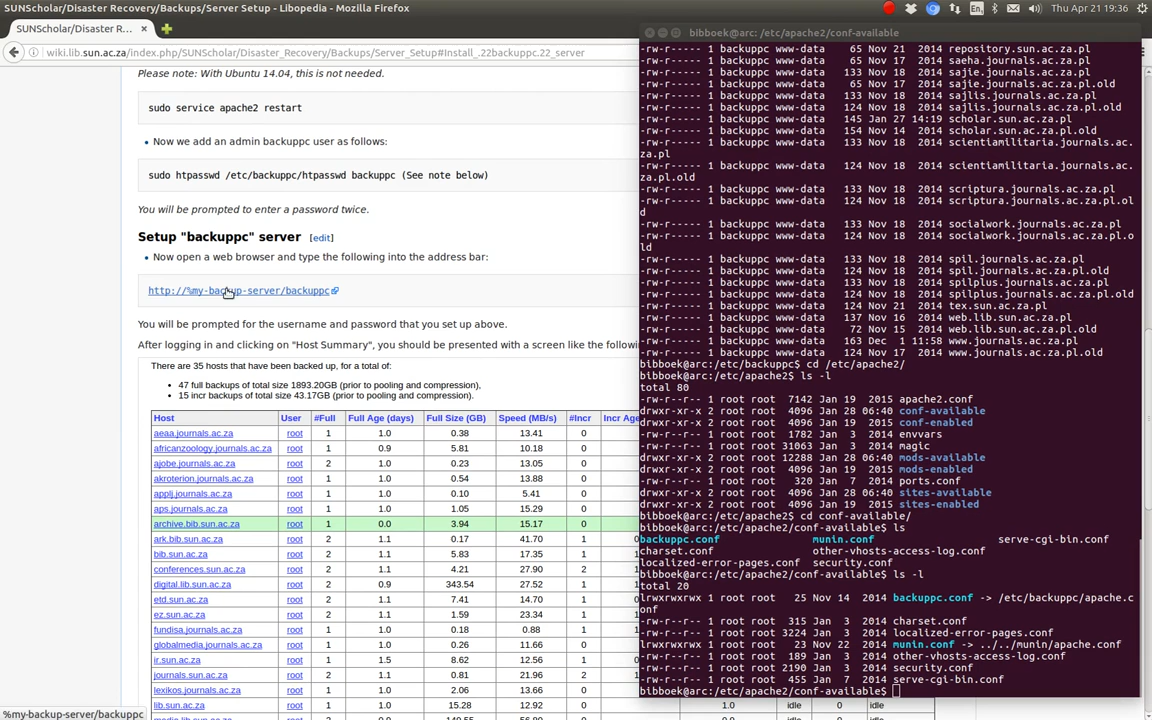 SUNScholar/Disaster Recovery/Backups/Server Setup - Libopedia - Mozilla Firefox
En
Thu Apr 21 19:36
SUNScholar/Disaster R... ×
wiki.lib.sun.ac.za/index.php/SUNScholar/Disaster_Recovery/Backups/Server_Setup#Install_.22backuppc.22_server
Please note: With Ubuntu 14.04, this is not needed.
sudo service apache2 restart
Now we add an admin backuppc user as follows:
sudo htpasswd /etc/backuppc/htpasswd backuppc (See note below)
You will be prompted to enter a password twice.
Setup "backuppc" server [edit]
Now open a web browser and type the following into the address bar:
http://%my-backup-server/backuppc
You will be prompted for the username and password that you set up above.
After logging in and clicking on "Host Summary", you should be presented with a screen like the following
There are 35 hosts that have been backed up, for a total of:
47 full backups of total size 1893.20GB (prior to pooling and compression),
15 incr backups of total size 43.17GB (prior to pooling and compression).
Host User #Full Full Age (days) Full Size (GB) Speed (MB/s) #Incr Incr Age
aeaa.journals.ac.za root 1 1.0 0.38 13.41 0
africanzoology.journals.ac.za root 1 0.9 5.81 10.18 0
ajobe.journals.ac.za root 2 1.0 0.23 13.05 0
akroterion.journals.ac.za root 1 1.0 0.54 13.88 0
applj.journals.ac.za root 1 1.0 0.10 5.41 0
aps.journals.ac.za root 1 1.0 1.05 15.29 0
archive.bib.sun.ac.za root 1 0.0 3.94 15.17 0
ark.bib.sun.ac.za root 2 1.1 0.17 41.70 1
bib.sun.ac.za root 2 1.1 5.83 17.35 1
conferences.sun.ac.za root 2 1.1 4.21 27.90 2
digital.lib.sun.ac.za root 2 0.9 343.54 27.52 1
etd.sun.ac.za root 2 1.1 7.41 14.70 1
ez.sun.ac.za root 2 1.1 1.59 23.34 1
fundisa.journals.ac.za root 1 1.0 0.18 0.88 1
globalmedia.journals.ac.za root 1 1.0 0.24 10.64 0
ir.sun.ac.za root 1 1.5 8.62 12.56 1
journals.sun.ac.za root 2 1.1 0.81 21.96 2
lexikos.journals.ac.za root 1 1.0 2.06 13.66 0
lib.sun.ac.za root 2 1.0 15.28 12.92 0 1.0 idle idle
%my-backup-server/backuppc
bibboek@arc: /etc/apache2/conf-available
-rw-r----- 1 backuppc www-data 65 Nov 21 2014 repository.sun.ac.za.pl
-rw-r----- 1 backuppc www-data 65 Nov 17 2014 saeha.journals.ac.za.pl
-rw-r----- 1 backuppc www-data 133 Nov 18 2014 sajie.journals.ac.za.pl
-rw-r----- 1 backuppc www-data 65 Nov 17 2014 sajie.journals.ac.za.pl.old
-rw-r----- 1 backuppc www-data 133 Nov 18 2014 sajlis.journals.ac.za.pl
-rw-r----- 1 backuppc www-data 124 Nov 18 2014 sajlis.journals.ac.za.pl.old
-rw-r----- 1 backuppc www-data 145 Jan 27 14:19 scholar.sun.ac.za.pl
-rw-r----- 1 backuppc www-data 154 Nov 14 2014 scholar.sun.ac.za.pl.old
-rw-r----- 1 backuppc www-data 133 Nov 18 2014 scientiamilitaria.journals.ac.
za.pl
-rw-r----- 1 backuppc www-data 124 Nov 18 2014 scientiamilitaria.journals.ac.
za.pl.old
-rw-r----- 1 backuppc www-data 133 Nov 18 2014 scriptura.journals.ac.za.pl
-rw-r----- 1 backuppc www-data 124 Nov 18 2014 scriptura.journals.ac.za.pl.ol
d
-rw-r----- 1 backuppc www-data 133 Nov 18 2014 socialwork.journals.ac.za.pl
-rw-r----- 1 backuppc www-data 124 Nov 18 2014 socialwork.journals.ac.za.pl.o
ld
-rw-r----- 1 backuppc www-data 133 Nov 18 2014 spil.journals.ac.za.pl
-rw-r----- 1 backuppc www-data 124 Nov 18 2014 spil.journals.ac.za.pl.old
-rw-r----- 1 backuppc www-data 133 Nov 18 2014 spilplus.journals.ac.za.pl
-rw-r----- 1 backuppc www-data 124 Nov 18 2014 spilplus.journals.ac.za.pl.old
-rw-r----- 1 backuppc www-data 124 Nov 21 2014 tex.sun.ac.za.pl
-rw-r----- 1 backuppc www-data 137 Nov 16 2014 web.lib.sun.ac.za.pl
-rw-r----- 1 backuppc www-data 72 Nov 15 2014 web.lib.sun.ac.za.pl.old
-rw-r----- 1 backuppc www-data 163 Dec 1 11:58 www.journals.ac.za.pl
-rw-r----- 1 backuppc www-data 124 Nov 17 2014 www.journals.ac.za.pl.old
bibboek@arc:/etc/backuppc$ cd /etc/apache2/
bibboek@arc:/etc/apache2$ ls -l
total 80
-rw-r--r-- 1 root root 7142 Jan 19 2015 apache2.conf
drwxr-xr-x 2 root root 4096 Jan 28 06:40 conf-available
drwxr-xr-x 2 root root 4096 Jan 19 2015 conf-enabled
-rw-r--r-- 1 root root 1782 Jan 3 2014 envvars
-rw-r--r-- 1 root root 31063 Jan 3 2014 magic
drwxr-xr-x 2 root root 12288 Jan 28 06:40 mods-available
drwxr-xr-x 2 root root 4096 Jan 19 2015 mods-enabled
-rw-r--r-- 1 root root 320 Jan 7 2014 ports.conf
drwxr-xr-x 2 root root 4096 Jan 28 06:40 sites-available
drwxr-xr-x 2 root root 4096 Jan 19 2015 sites-enabled
bibboek@arc:/etc/apache2$ cd conf-available/
bibboek@arc:/etc/apache2/conf-available$ ls
backuppc.conf munin.conf serve-cgi-bin.conf
charset.conf other-vhosts-access-log.conf
localized-error-pages.conf security.conf
bibboek@arc:/etc/apache2/conf-available$ ls -l
total 20
lrwxrwxrwx 1 root root 25 Nov 14 2014 backuppc.conf -> /etc/backuppc/apache.c
onf
-rw-r--r-- 1 root root 315 Jan 3 2014 charset.conf
-rw-r--r-- 1 root root 3224 Jan 3 2014 localized-error-pages.conf
lrwxrwxrwx 1 root root 23 Nov 22 2014 munin.conf -> ../../munin/apache.conf
-rw-r--r-- 1 root root 189 Jan 3 2014 other-vhosts-access-log.conf
-rw-r--r-- 1 root root 2190 Jan 3 2014 security.conf
-rw-r--r-- 1 root root 455 Jan 7 2014 serve-cgi-bin.conf
bibboek@arc:/etc/apache2/conf-available$